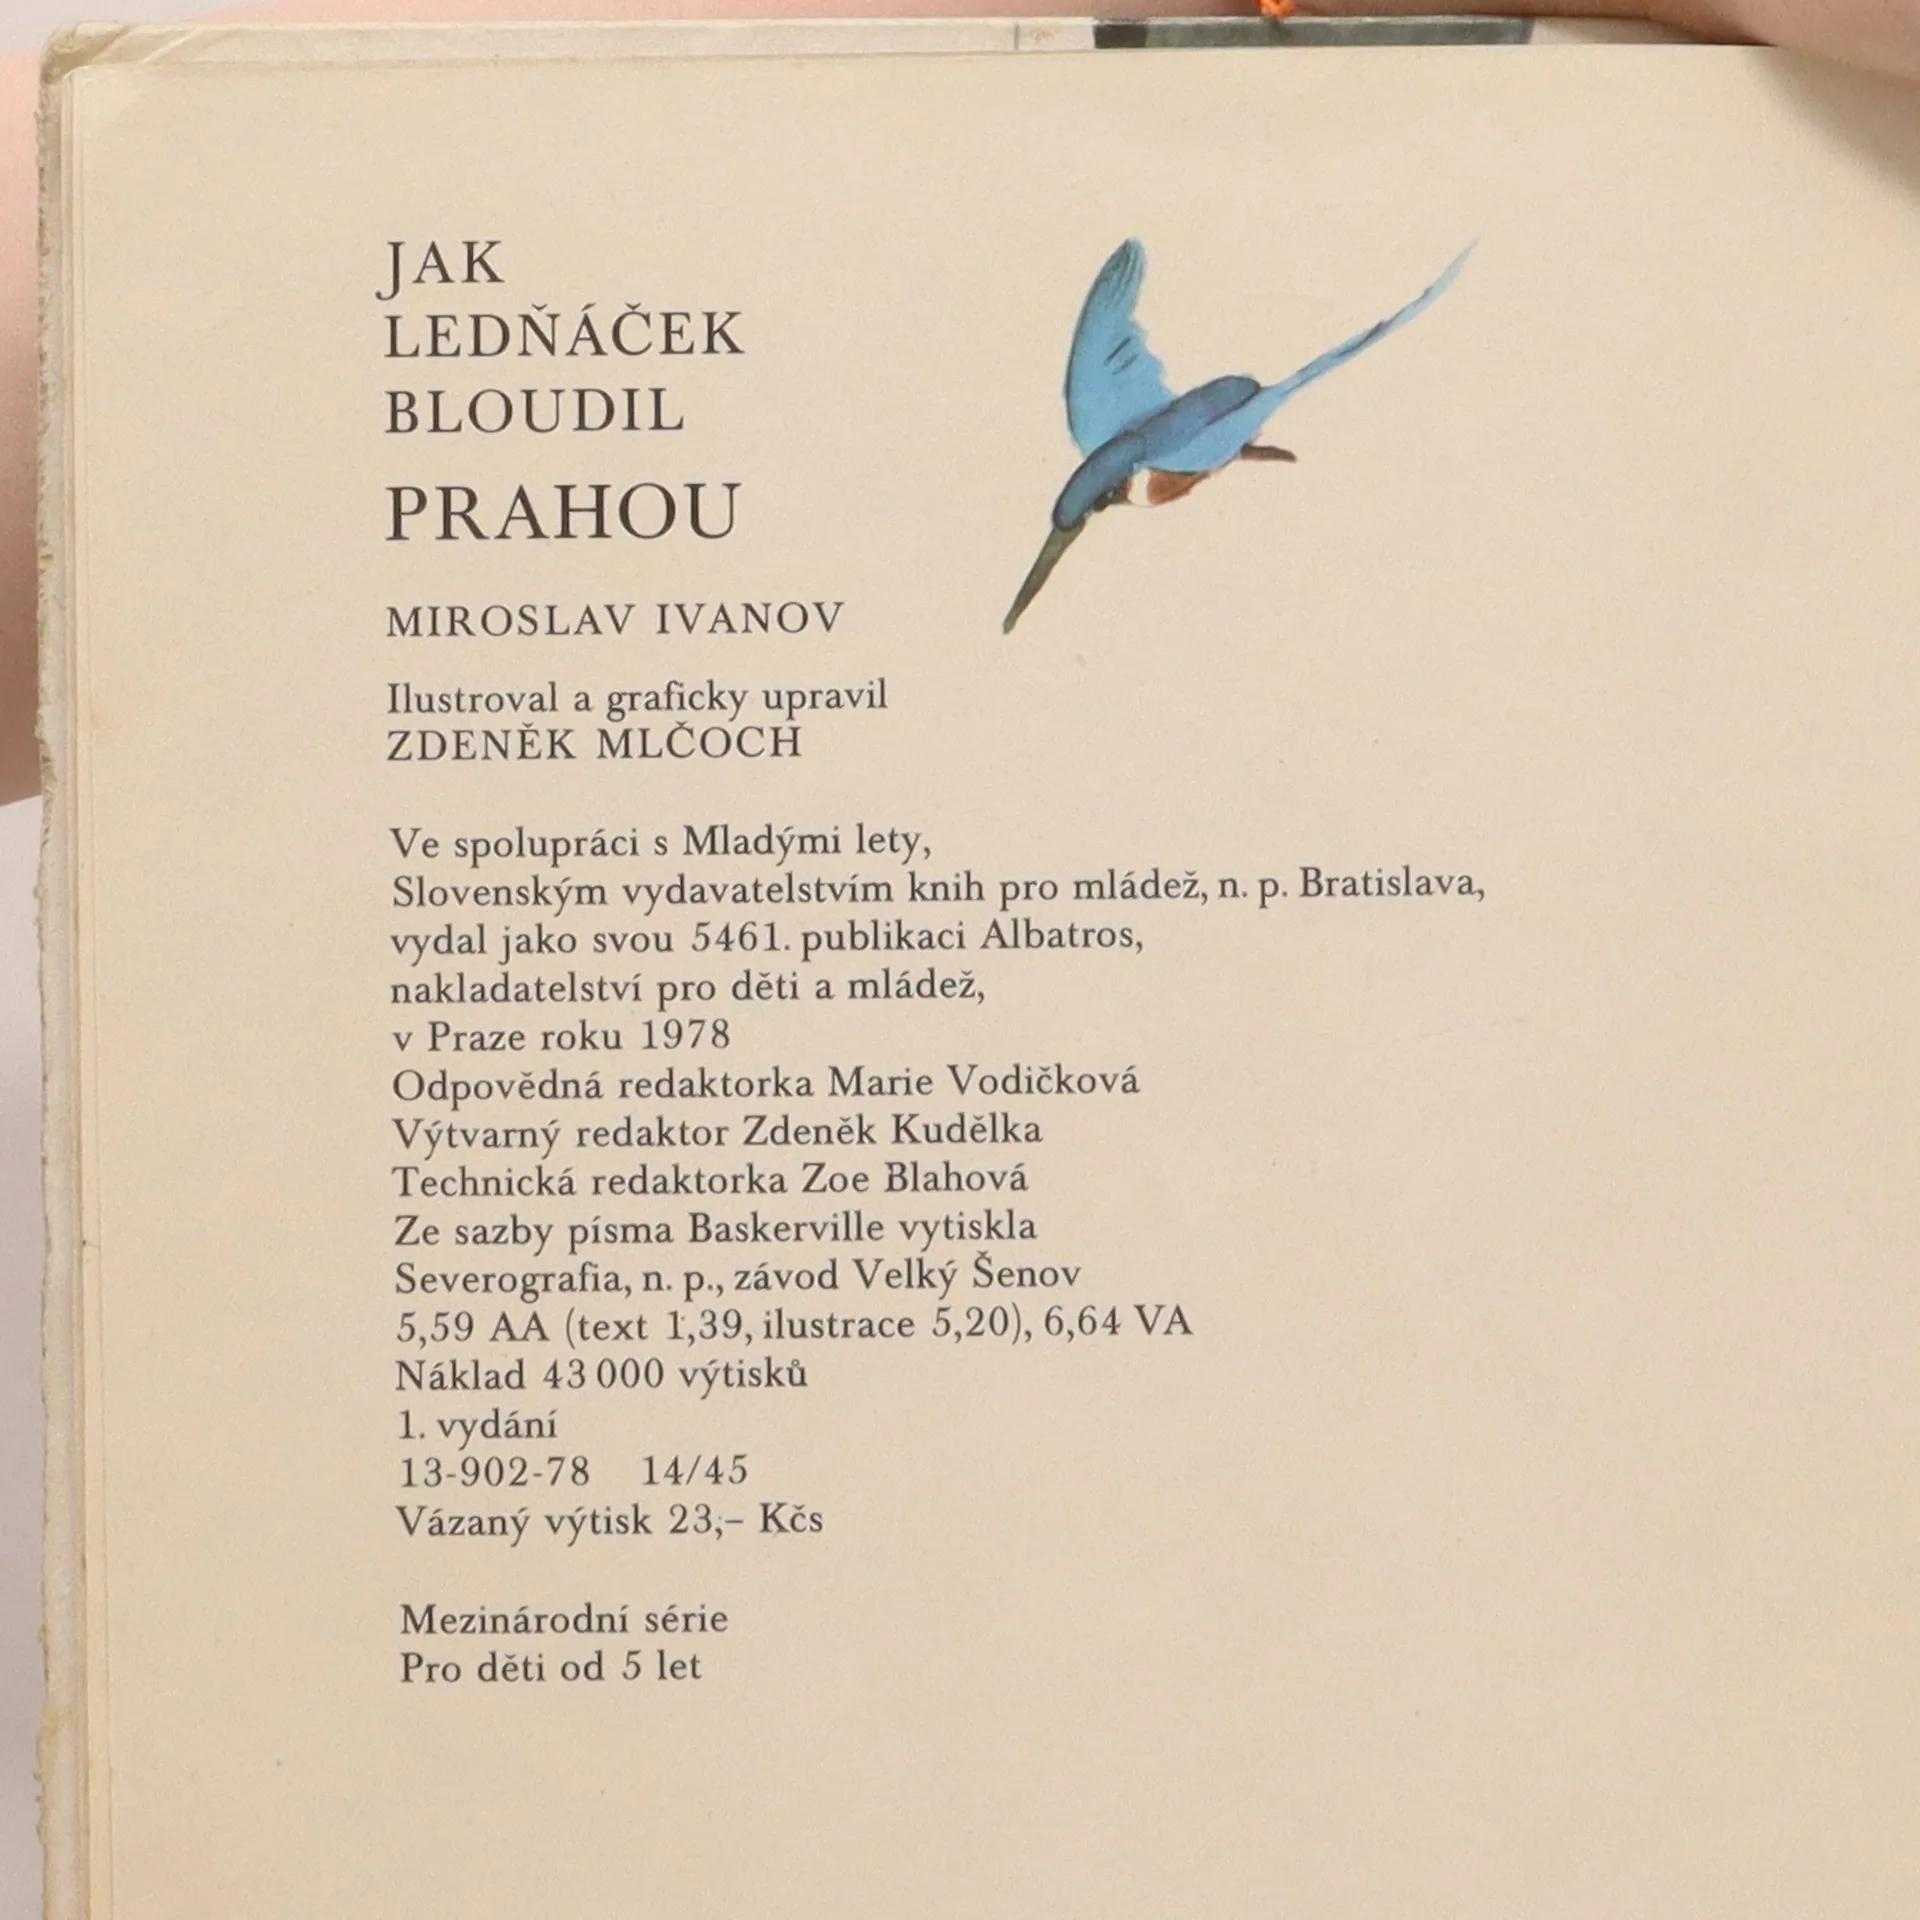 JAK
LEDŇÁČEK
BLOUDIL
PRAHOU
MIROSLAV IVANOV
Ilustroval a graficky upravil
ZDENĚK MLČOCH
Ve spolupráci s Mladými lety,
Slovenským vydavatelstvím knih pro mládež, n. p. Bratislava,
vydal jako svou 5461. publikaci Albatros,
nakladatelství pro děti a mládež,
v Praze roku 1978
Odpovědná redaktorka Marie Vodičková
Výtvarný redaktor Zdeněk Kudělka
Technická redaktorka Zoe Blahová
Ze sazby písma Baskerville vytiskla
Severografia, n. p., závod Velký Šenov
5,59 AA (text 1,39, ilustrace 5,20), 6,64 VA
Náklad 43 000 výtisků
1. vydání
13-902-78 14/45
Vázaný výtisk 23,– Kčs
Mezinárodní série
Pro děti od 5 let